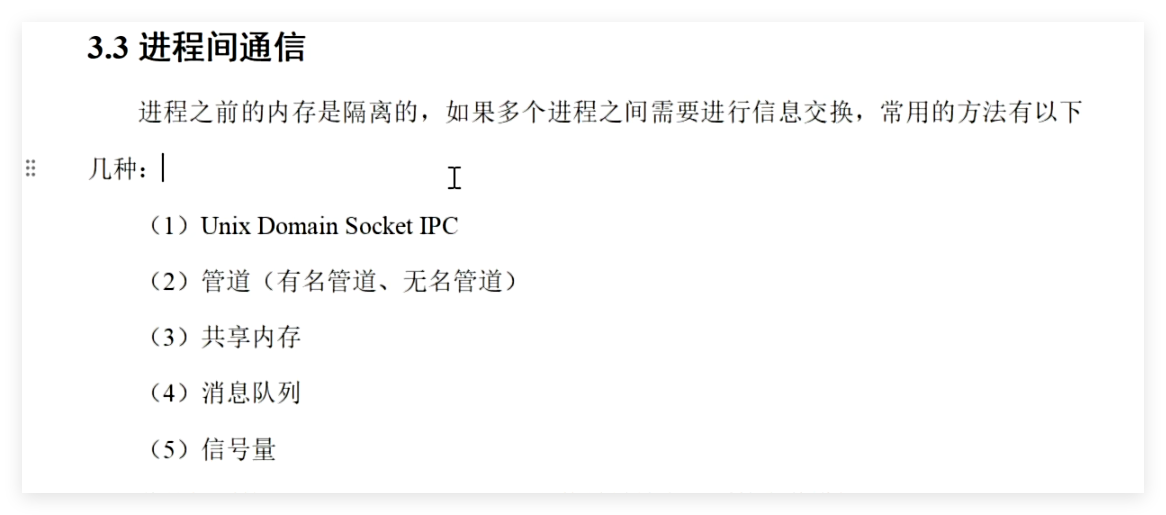 3.3 进程间通信
进程之前的内存是隔离的，如果多个进程之间需要进行信息交换，常用的方法有以下
几种：
（1）Unix Domain Socket IPC
（2）管道（有名管道、无名管道）
（3）共享内存
（4）消息队列
（5）信号量